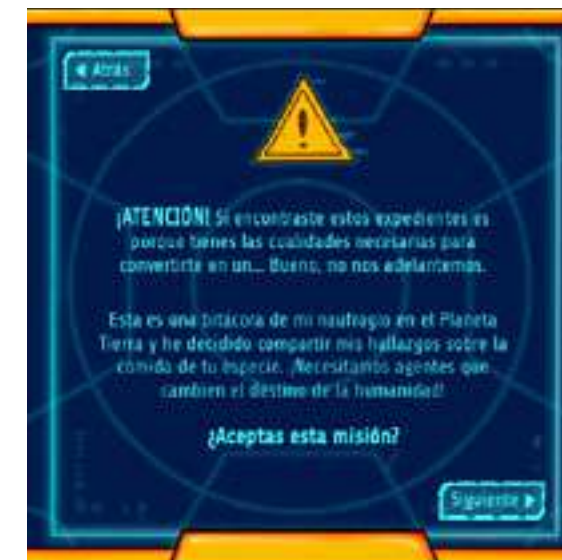 ◀ Atrás
¡ATENCIÓN! Si encontraste estos expedientes es
porque tienes las cualidades necesarias para
convertirte en un... Bueno, no nos adelantemos.
Esta es una bitácora de mi naufragio en el Planeta
Tierra y he decidido compartir mis hallazgos sobre la
comida de tu especie. ¡Necesitamos agentes que
cambien el destino de la humanidad!
¿Aceptas esta misión?
Siguiente ▶